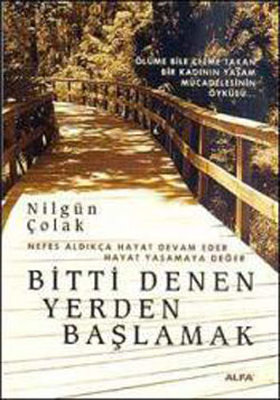 ÖLÜME BİLE ÇELME TAKAN
BİR KADININ YAŞAM
MÜCADELESİNİN
ÖYKÜSÜ...
Nilgün
Çolak
NEFES ALDIKÇA HAYAT DEVAM EDER
HAYAT YAŞAMAYA DEĞER
BİTTİ DENEN
YERDEN
BAŞLAMAK
ALFA